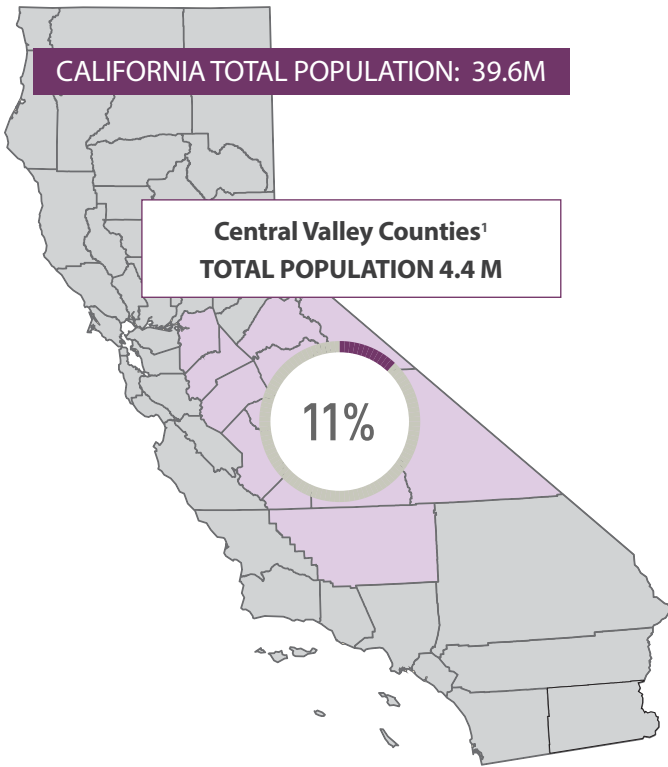 CALIFORNIA TOTAL POPULATION: 39.6M
Central Valley Counties¹
TOTAL POPULATION 4.4 M
11%